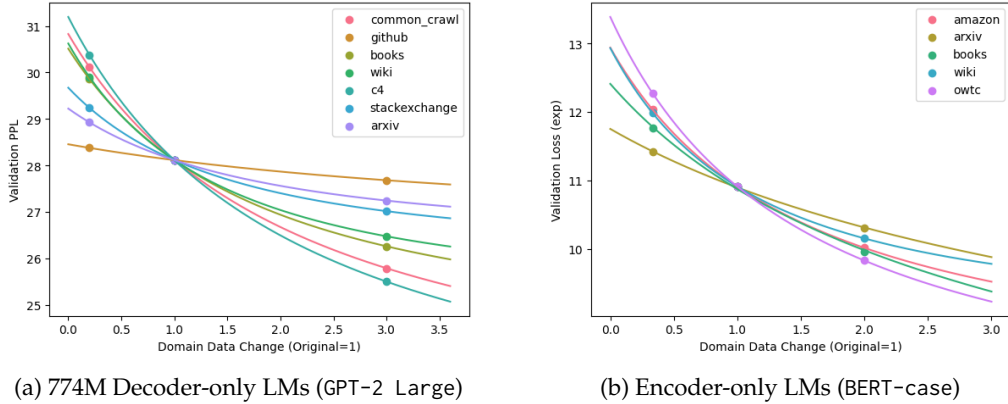 31
30
29
28
27
26
25
Validation PPL
0.0 0.5 1.0 1.5 2.0 2.5 3.0 3.5
Domain Data Change (Original=1)
common_crawl
github
books
wiki
c4
stackexchange
arxiv
(a) 774M Decoder-only LMs (GPT-2 Large)
13
12
11
10
Validation Loss (exp)
0.0 0.5 1.0 1.5 2.0 2.5 3.0
Domain Data Change (Original=1)
amazon
arxiv
books
wiki
owtc
(b) Encoder-only LMs (BERT-case)